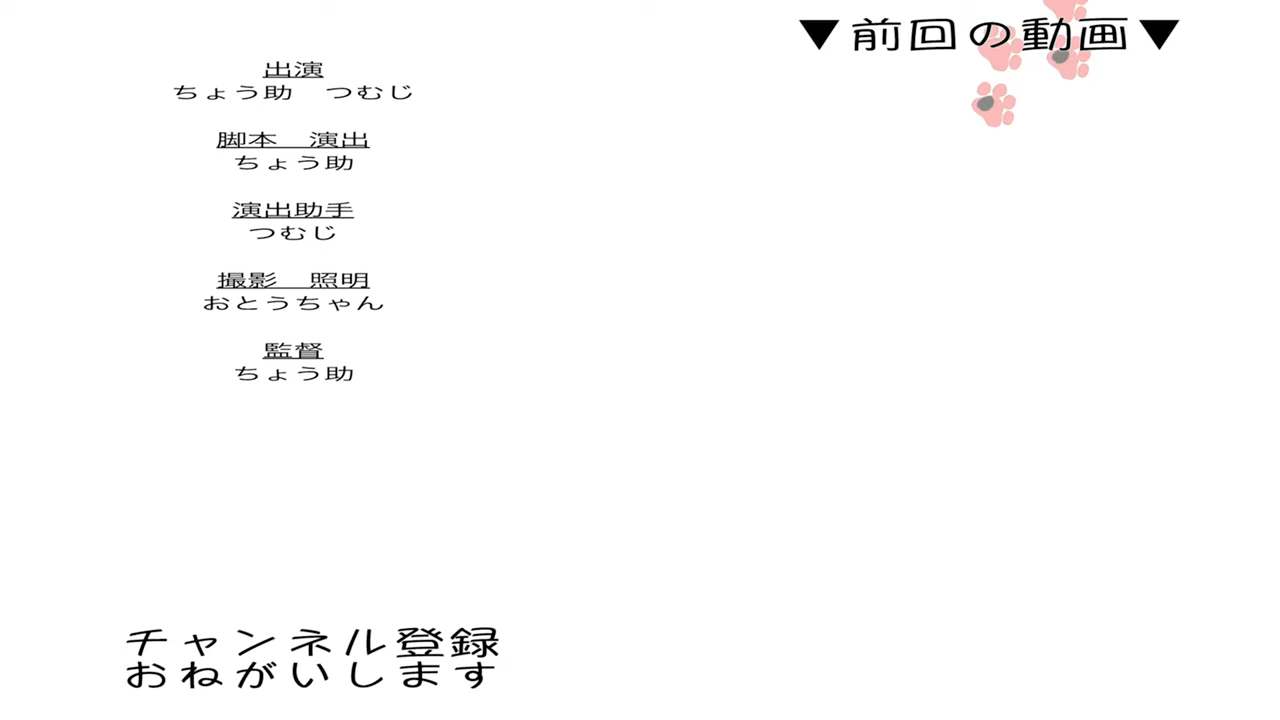 ▼前回の動画▼
出演
ちょう助　つむじ
脚本　演出
ちょう助
演出助手
つむじ
撮影　照明
おとうちゃん
監督
ちょう助
チャンネル登録
おねがいします